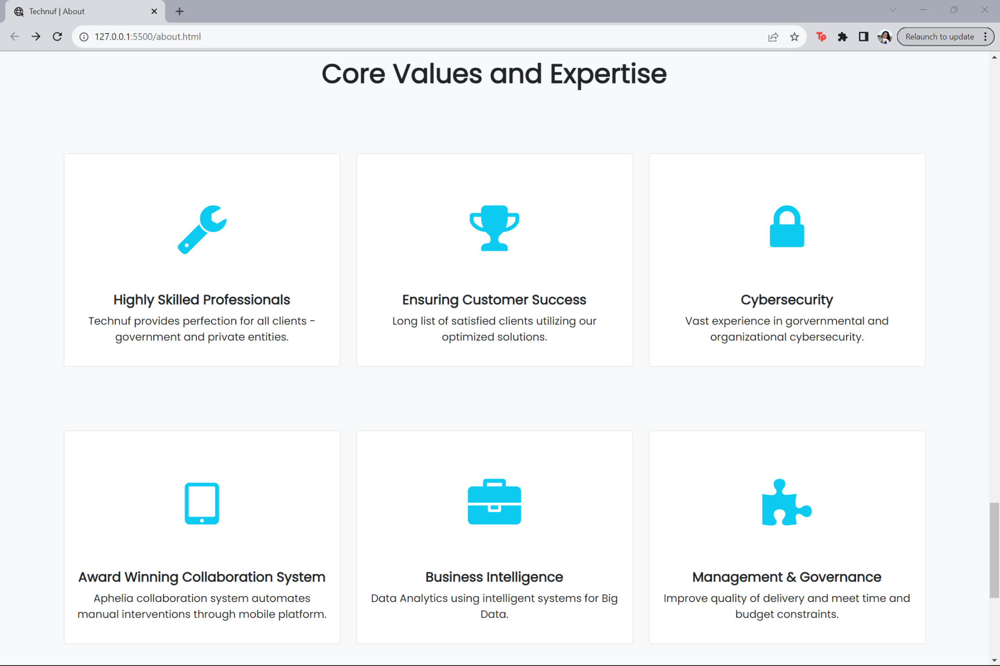 Technuf | About
127.0.0.1:5500/about.html
Tp
Relaunch to update
Core Values and Expertise
Highly Skilled Professionals
Technuf provides perfection for all clients -
government and private entities.
Ensuring Customer Success
Long list of satisfied clients utilizing our
optimized solutions.
Cybersecurity
Vast experience in gorvernmental and
organizational cybersecurity.
Award Winning Collaboration System
Aphelia collaboration system automates
manual interventions through mobile platform.
Business Intelligence
Data Analytics using intelligent systems for Big
Data.
Management & Governance
Improve quality of delivery and meet time and
budget constraints.